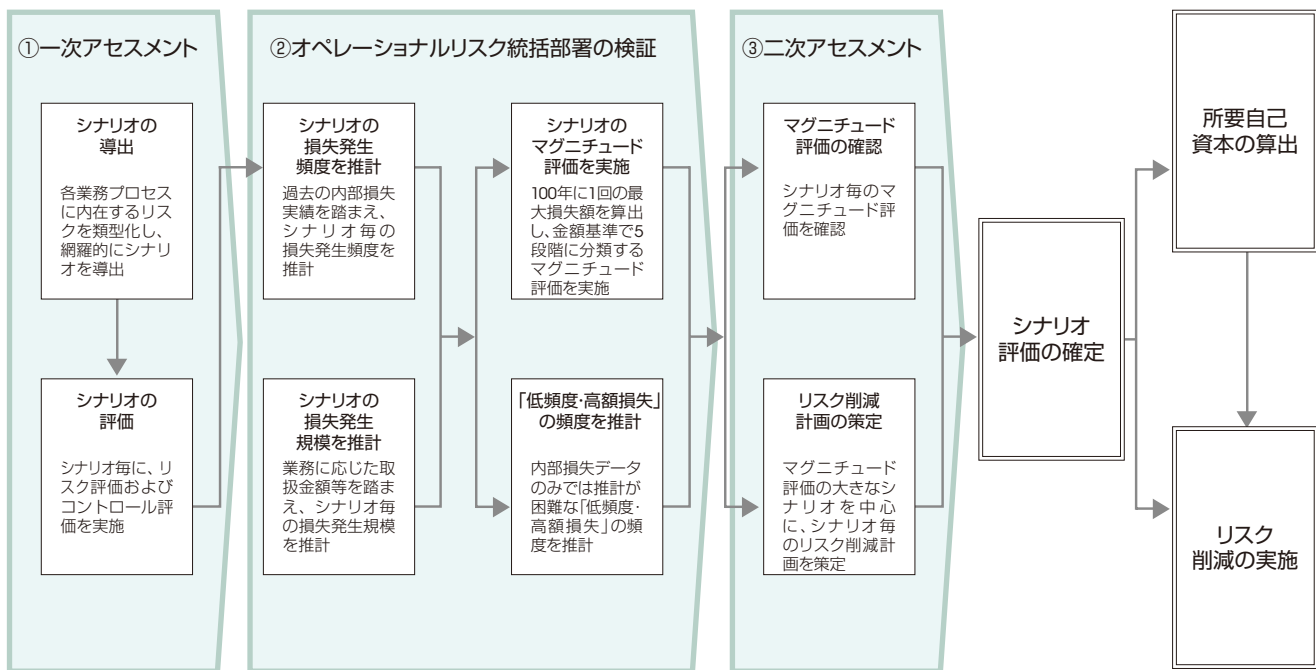 ①一次アセスメント
シナリオの
導出
各業務プロセス
に内在するリス
クを類型化し、
網羅的にシナリ
オを導出
シナリオの
評価
シナリオ毎に、リ
スク評価および
コントロール評
価を実施
②オペレーショナルリスク統括部署の検証
シナリオの
損失発生
頻度を推計
過去の内部損失
実績を踏まえ、
シナリオ毎の
損失発生頻度を
推計
シナリオの
損失発生
規模を推計
業務に応じた取
扱金額等を踏ま
え、シナリオ毎
の損失発生規模
を推計
シナリオの
マグニチュード
評価を実施
100年に1回の最
大損失額を算出
し、金額基準で5
段階に分類する
マグニチュード
評価を実施
「低頻度・高額損失」
の頻度を推計
内部損失データ
のみでは推計が
困難な「低頻度・
高額損失」の頻
度を推計
③二次アセスメント
マグニチュード
評価の確認
シナリオ毎のマ
グニチュード評
価を確認
リスク削減
計画の策定
マグニチュード
評価の大きなシ
ナリオを中心
に、シナリオ毎
のリスク削減計
画を策定
シナリオ
評価の確定
所要自己
資本の算出
リスク
削減の実施